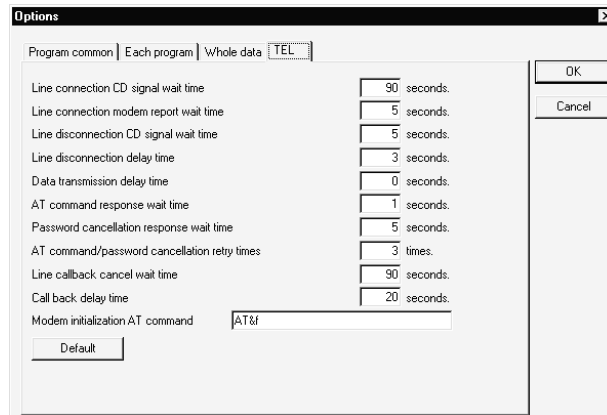 Options
Program common Each program Whole data TEL
OK
Cancel
Line connection CD signal wait time 90 seconds.
Line connection modem report wait time 5 seconds.
Line disconnection CD signal wait time 5 seconds.
Line disconnection delay time 3 seconds.
Data transmission delay time 0 seconds.
AT command response wait time 1 seconds.
Password cancellation response wait time 5 seconds.
AT command/password cancellation retry times 3 times.
Line callback cancel wait time 90 seconds.
Call back delay time 20 seconds.
Modem initialization AT command AT&f
Default